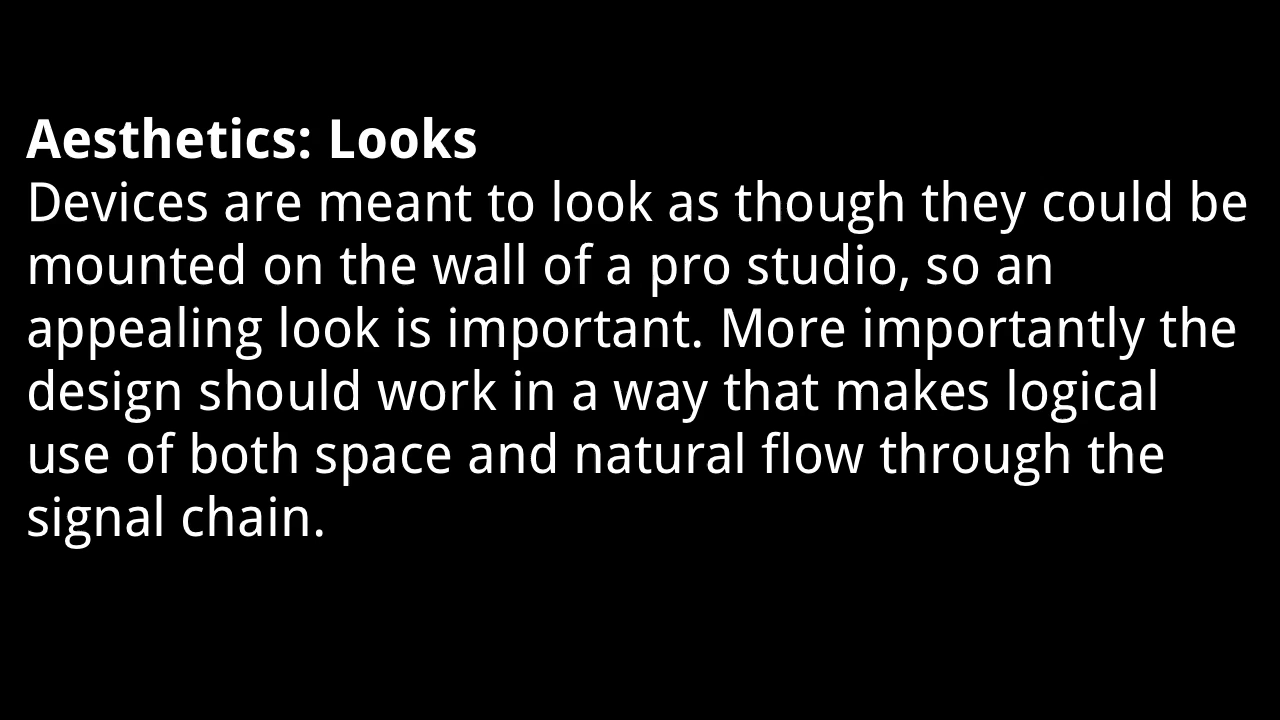 Aesthetics: Looks
Devices are meant to look as though they could be
mounted on the wall of a pro studio, so an
appealing look is important. More importantly the
design should work in a way that makes logical
use of both space and natural flow through the
signal chain.